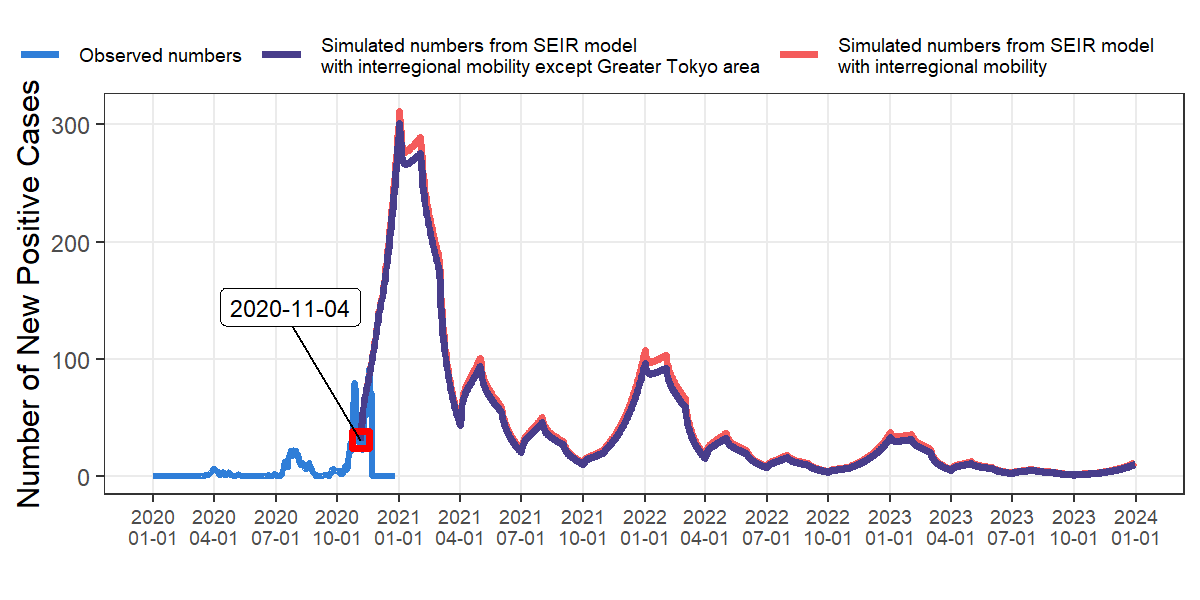 Observed numbers
Simulated numbers from SEIR model
with interregional mobility except Greater Tokyo area
Simulated numbers from SEIR model
with interregional mobility
Number of New Positive Cases
300
200
100
0
2020-11-04
2020 2020 2020 2020 2021 2021 2021 2021 2022 2022 2022 2022 2023 2023 2023 2023 2024
01-01 04-01 07-01 10-01 01-01 04-01 07-01 10-01 01-01 04-01 07-01 10-01 01-01 04-01 07-01 10-01 01-01